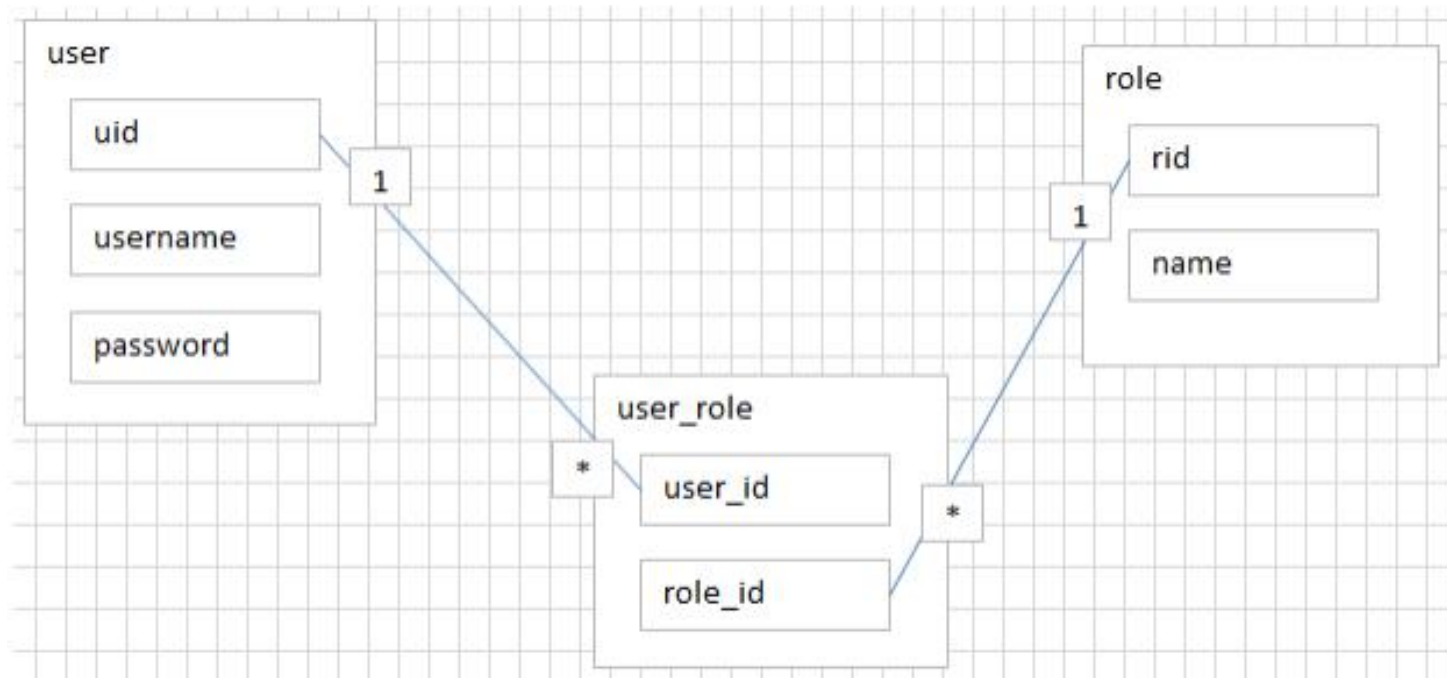 user
uid
username
password
1
role
rid
name
1
user_role
user_id
role_id
*
*